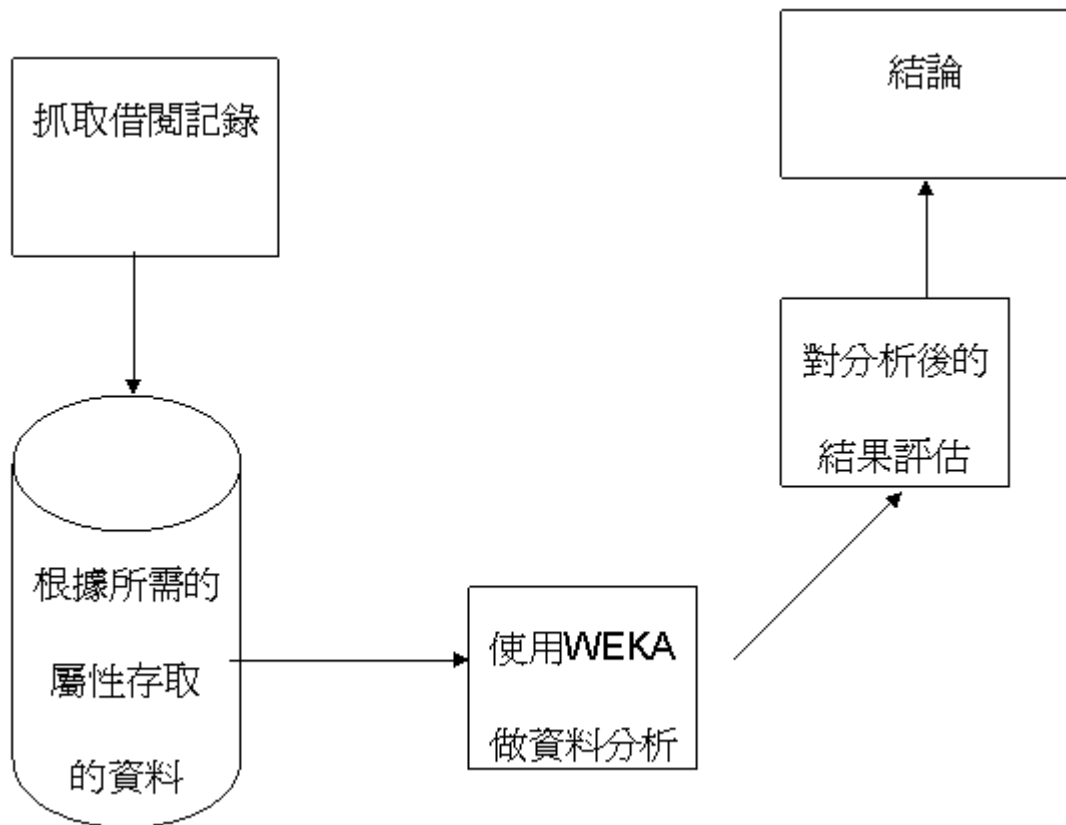 抓取借閱記錄
根據所需的
屬性存取
的資料
使用WEKA
做資料分析
對分析後的
結果評估
結論